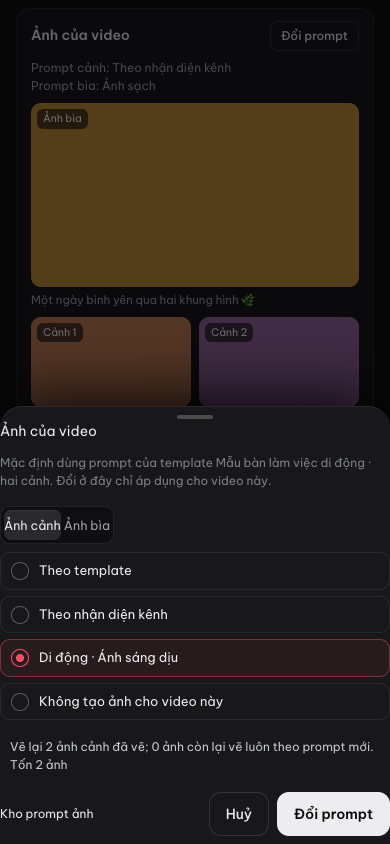 Ảnh của video
Đổi prompt
Prompt cảnh: Theo nhận diện kênh
Prompt bìa: Ảnh sạch
Ảnh bìa
Một ngày bình yên qua hai khung hình 🌿
Cảnh 1
Cảnh 2
Ảnh của video
Mặc định dùng prompt của template Mẫu bàn làm việc di động ·
hai cảnh. Đổi ở đây chỉ áp dụng cho video này.
Ảnh cảnh
Ảnh bìa
Theo template
Theo nhận diện kênh
Di động · Ánh sáng dịu
Không tạo ảnh cho video này
Vẽ lại 2 ảnh cảnh đã vẽ; 0 ảnh còn lại vẽ luôn theo prompt mới.
Tốn 2 ảnh
Kho prompt ảnh
Huỷ
Đổi prompt